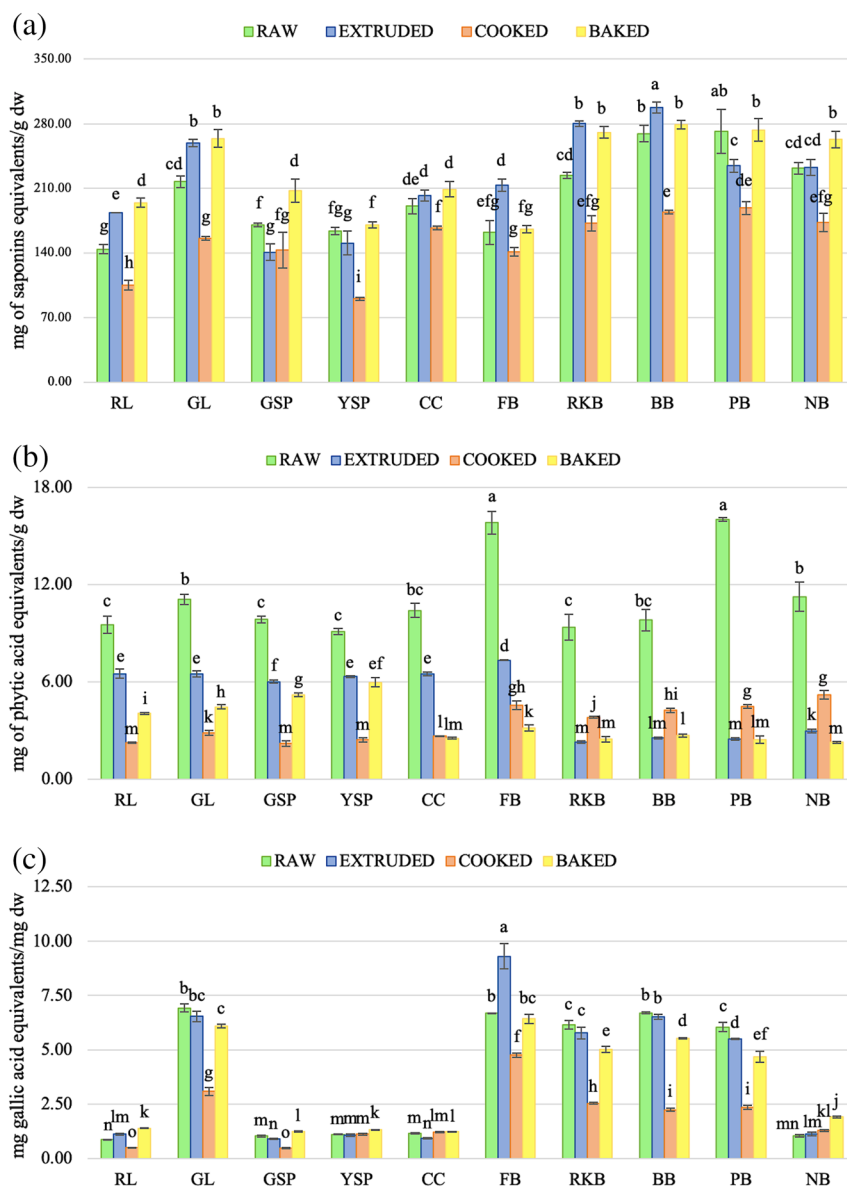 (a)
RAW EXTRUDED COOKED BAKED
mg of saponins equivalents/g dw
350.00
280.00
210.00
140.00
70.00
0.00
g e h d
cd b g b
f g fg d
fg g i f
de d f d
efg d g fg
cd b efg b
b a e b
ab c de b
cd cd efg b
RL GL GSP YSP CC FB RKB BB PB NB
(b)
RAW EXTRUDED COOKED BAKED
mg of phytic acid equivalents/g dw
18.00
12.00
6.00
0.00
c e m i
b e k h
c f m g
c e m ef
bc e l lm
a d gh k
c m j lm
bc lm hi l
a m g lm
b k g m
RL GL GSP YSP CC FB RKB BB PB NB
(c)
RAW EXTRUDED COOKED BAKED
mg gallic acid equivalents/mg dw
12.50
10.00
7.50
5.00
2.50
0.00
n lm o k
b bc g c
m n o l
m m m k
m n lm l
b a f bc
c c h e
b b i d
c d i ef
mn lm kl j
RL GL GSP YSP CC FB RKB BB PB NB